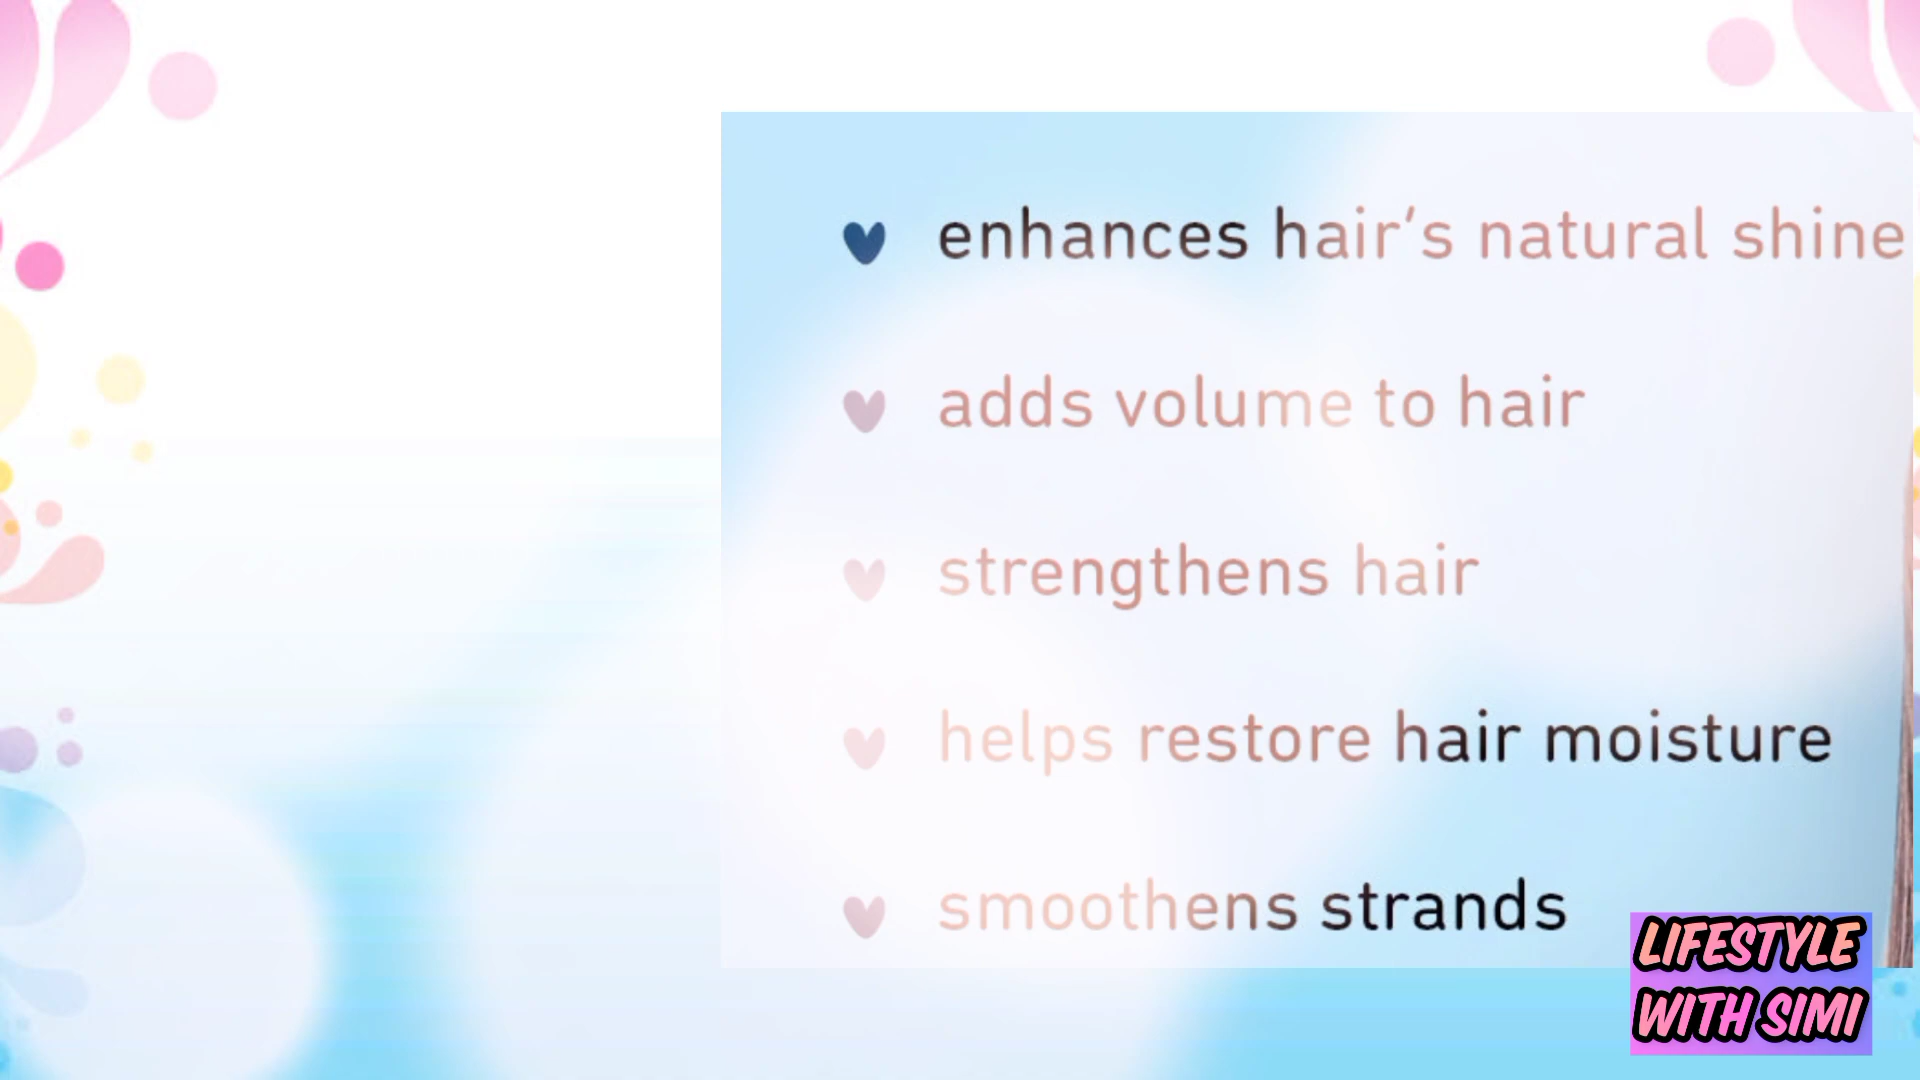 enhances hair's natural shine
adds volume to hair
strengthens hair
helps restore hair moisture
smoothens strands
LIFESTYLE
WITH SIMI